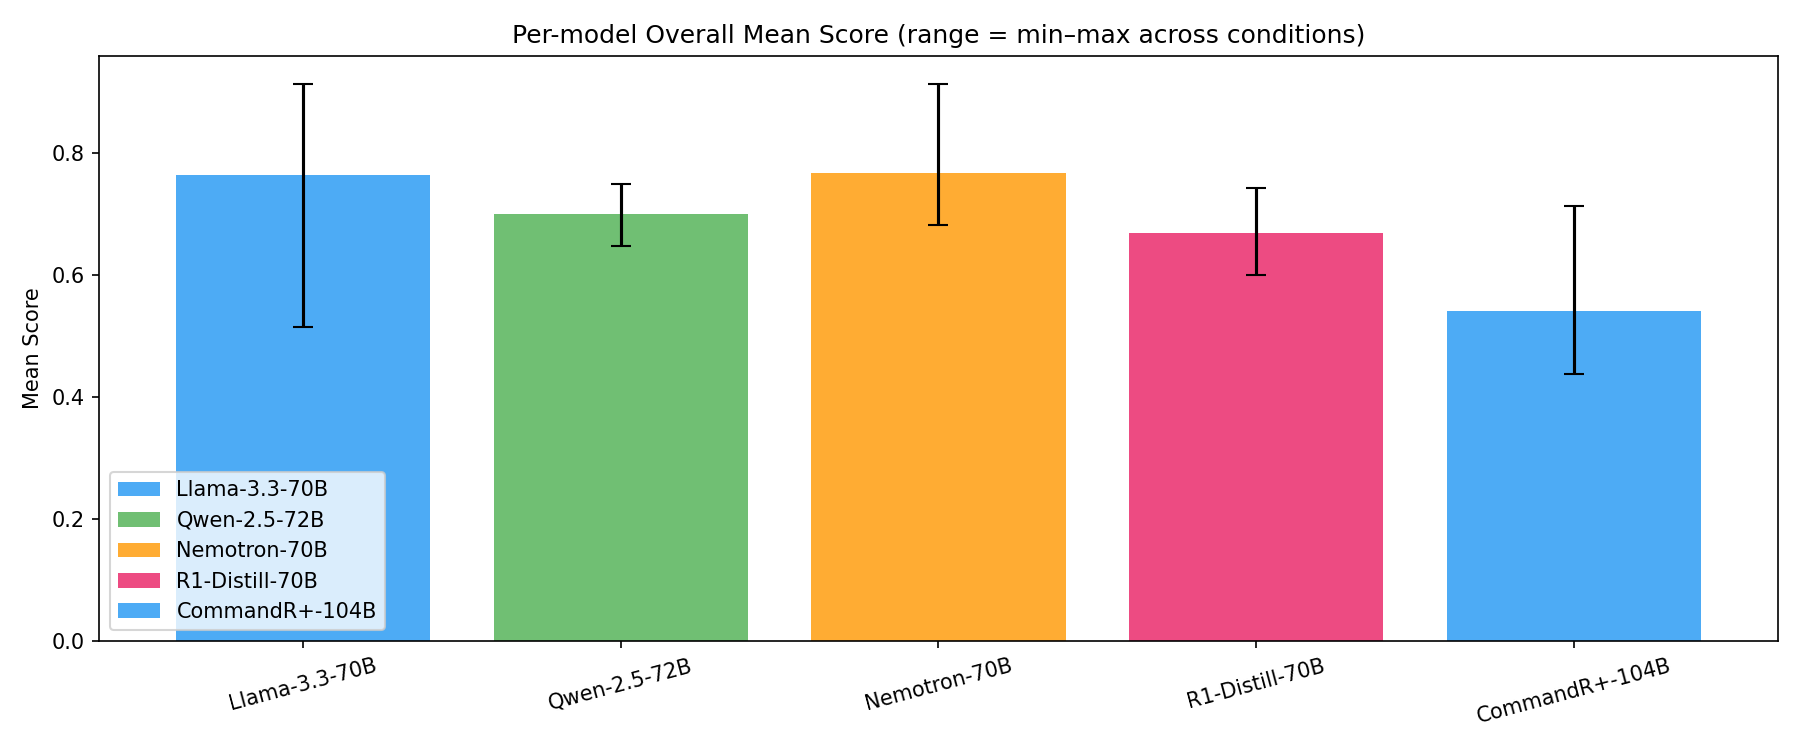 Per-model Overall Mean Score (range = min–max across conditions)
Mean Score
0.8
0.6
0.4
0.2
0.0
Llama-3.3-70B
Qwen-2.5-72B
Nemotron-70B
R1-Distill-70B
CommandR+-104B
Llama-3.3-70B
Qwen-2.5-72B
Nemotron-70B
R1-Distill-70B
CommandR+-104B